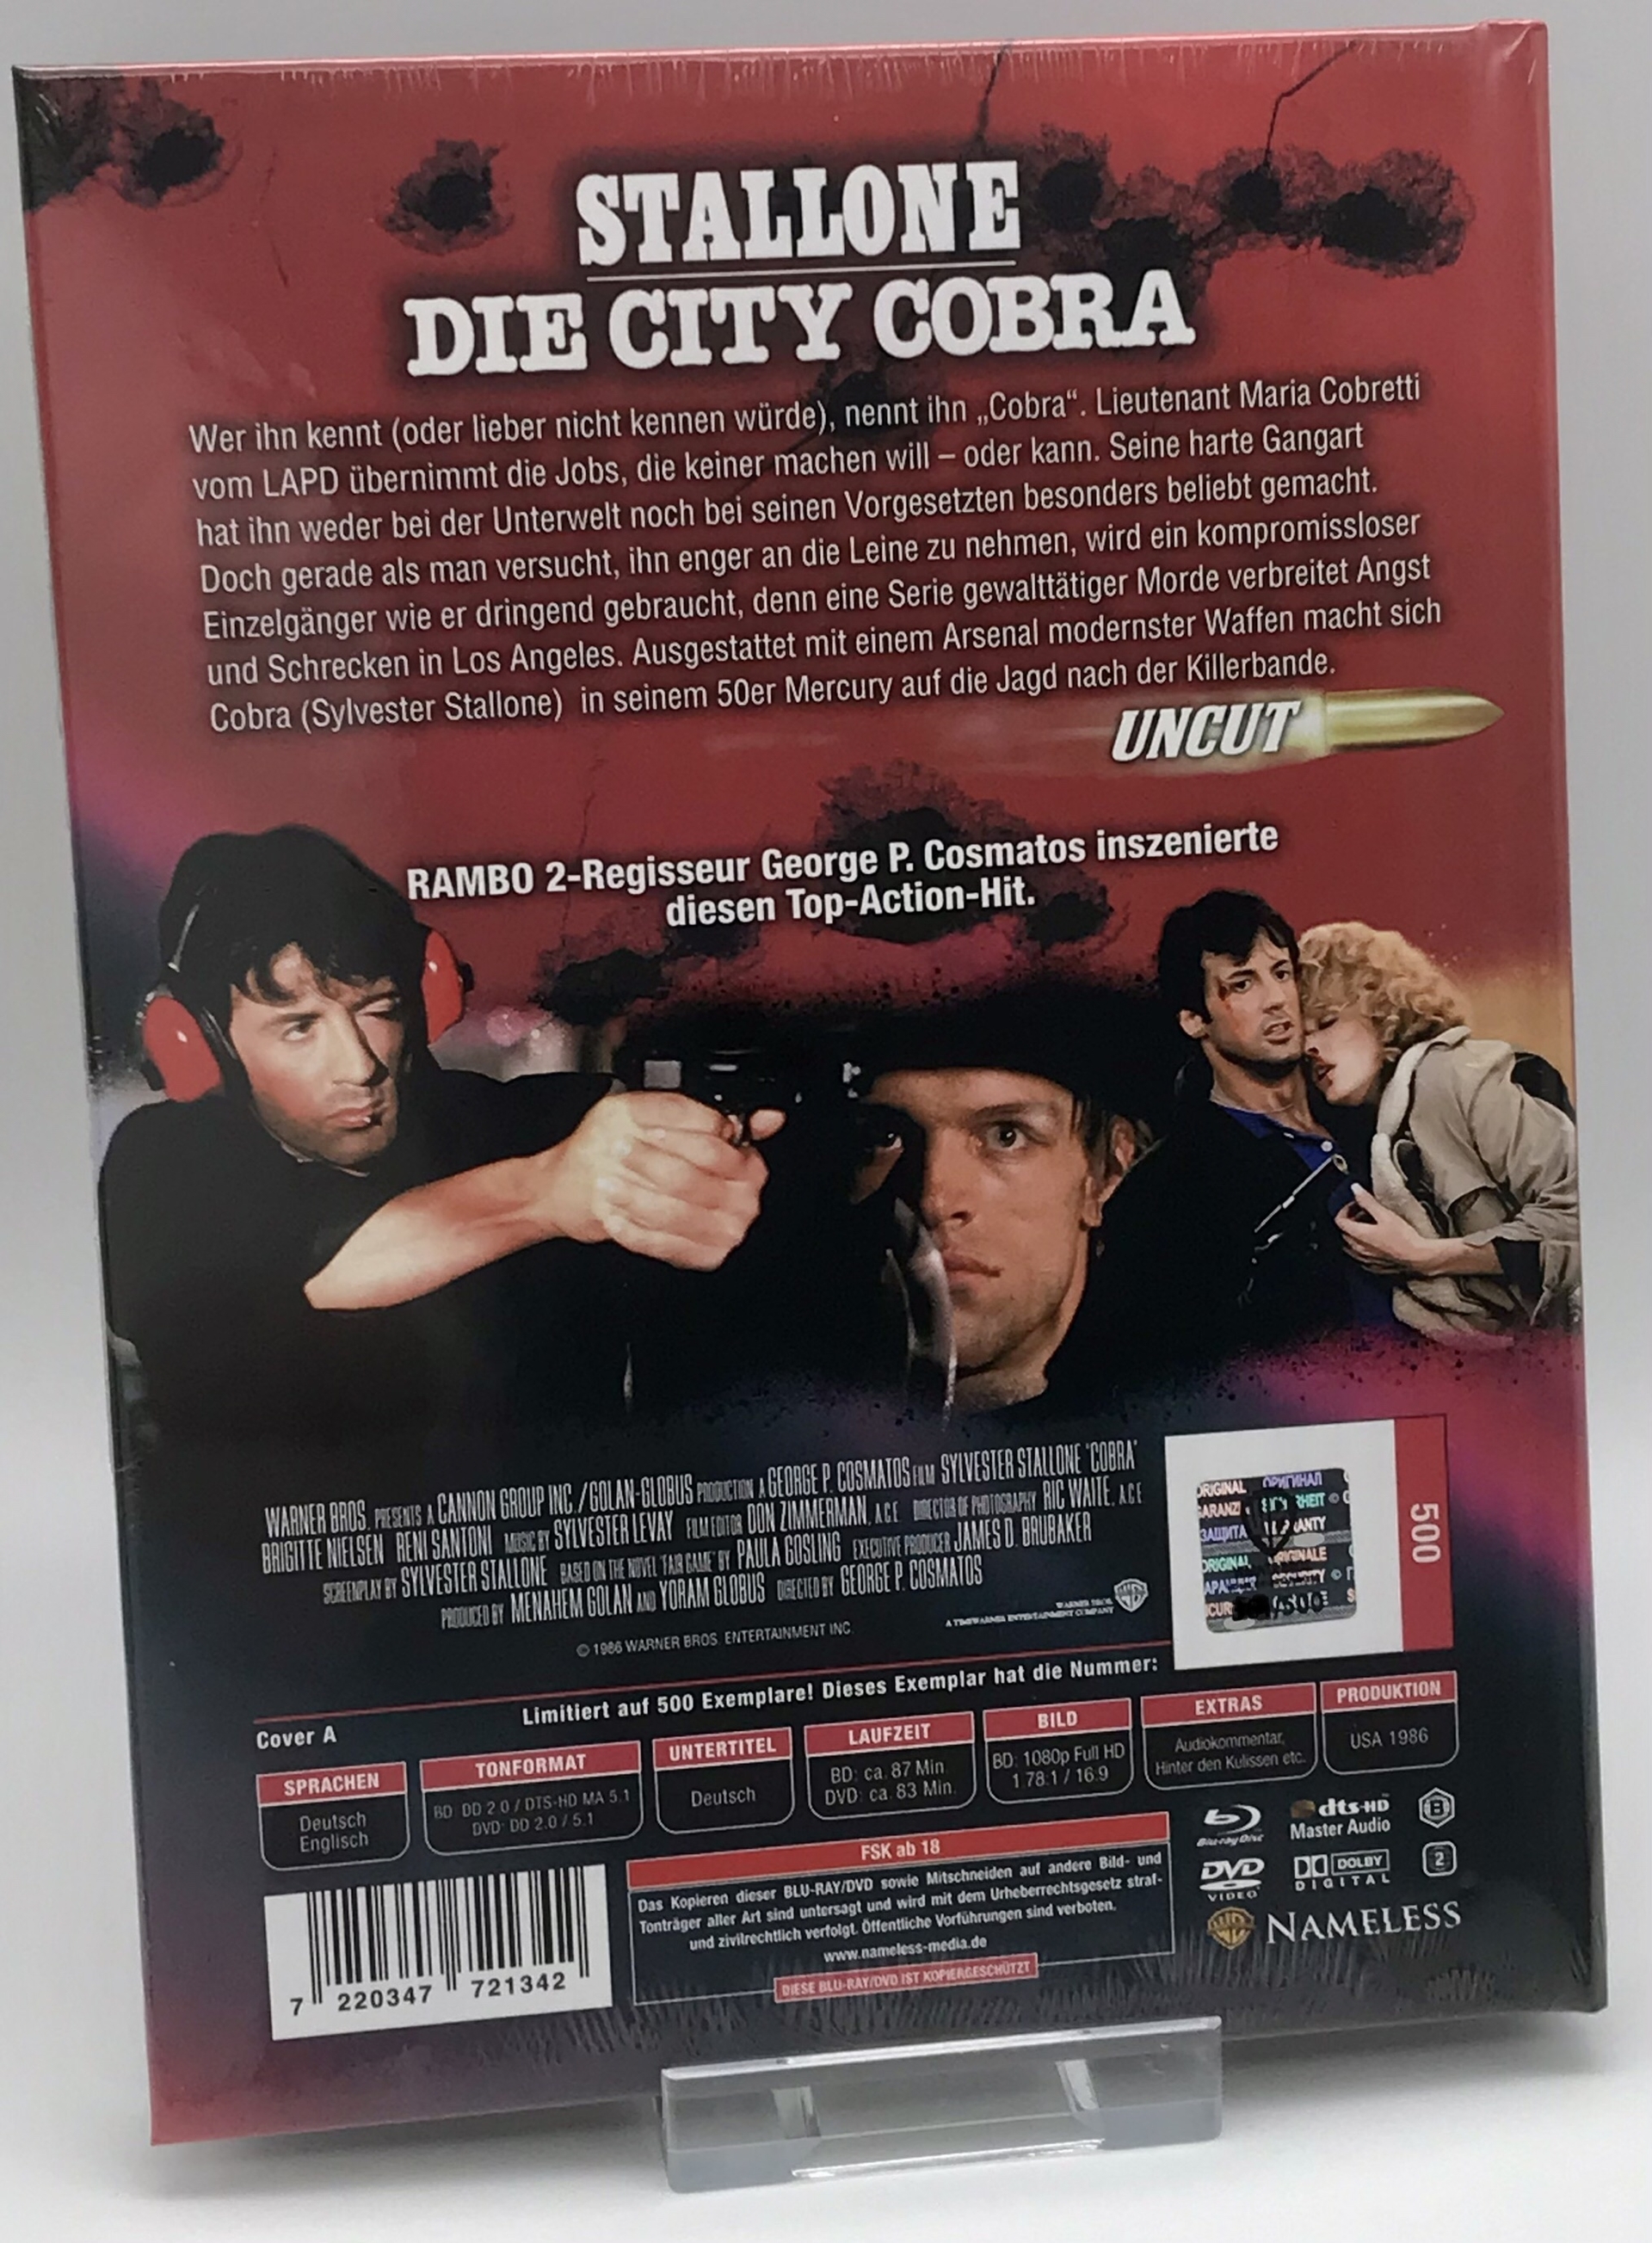 STALLONE
DIE CITY COBRA
Wer ihn kennt (oder lieber nicht kennen würde), nennt ihn „Cobra“. Lieutenant Maria Cobretti
vom LAPD übernimmt die Jobs, die keiner machen will – oder kann. Seine harte Gangart
hat ihn weder bei der Unterwelt noch bei seinen Vorgesetzten besonders beliebt gemacht.
Doch gerade als man versucht, ihn enger an die Leine zu nehmen, wird ein kompromissloser
Einzelgänger wie er dringend gebraucht, denn eine Serie gewalttätiger Morde verbreitet Angst
und Schrecken in Los Angeles. Ausgestattet mit einem Arsenal modernster Waffen macht sich
Cobra (Sylvester Stallone) in seinem 50er Mercury auf die Jagd nach der Killerbande.
UNCUT
RAMBO 2-Regisseur George P. Cosmatos inszenierte
diesen Top-Action-Hit.
WARNER BROS. PRESENTS A CANNON GROUP INC./GOLAN-GLOBUS PRODUCTION A GEORGE P. COSMATOS FILM SYLVESTER STALLONE "COBRA"
BRIGITTE NIELSEN RENI SANTONI MUSIC BY SYLVESTER LEVAY FILM EDITOR DON ZIMMERMAN, A.C.E. DIRECTOR OF PHOTOGRAPHY RIC WAITE, A.C.E
SCREENPLAY BY SYLVESTER STALLONE BASED ON THE NOVEL "FAIR GAME" BY PAULA GOSLING EXECUTIVE PRODUCER JAMES D. BRUBAKER
PRODUCED BY MENAHEM GOLAN AND YORAM GLOBUS DIRECTED BY GEORGE P. COSMATOS
© 1986 WARNER BROS. ENTERTAINMENT INC.
WARNER BROS.
A TIMEWARNER ENTERTAINMENT COMPANY
ORIGINAL ОРИГИНАЛ
ЗАЩИТА
500
Limitiert auf 500 Exemplare! Dieses Exemplar hat die Nummer:
Cover A
SPRACHEN
Deutsch
Englisch
TONFORMAT
BD: DD 2.0 / DTS-HD MA 5.1
DVD: DD 2.0 / 5.1
UNTERTITEL
Deutsch
LAUFZEIT
BD: ca. 87 Min.
DVD: ca. 83 Min.
BILD
BD: 1080p Full HD
1.78:1 / 16:9
EXTRAS
Audiokommentar,
Hinter den Kulissen etc.
PRODUKTION
USA 1986
7 220347 721342
FSK ab 18
Das Kopieren dieser BLU-RAY/DVD sowie Mitschneiden auf andere Bild- und
Tonträger aller Art sind untersagt und wird mit dem Urheberrechtsgesetz straf-
und zivilrechtlich verfolgt. Öffentliche Vorführungen sind verboten.
www.nameless-media.de
DIESE BLU-RAY/DVD IST KOPIERGESCHÜTZT
Blu-ray Disc
dts-HD
Master Audio
B
DVD
VIDEO
DOLBY
DIGITAL
2
NAMELESS